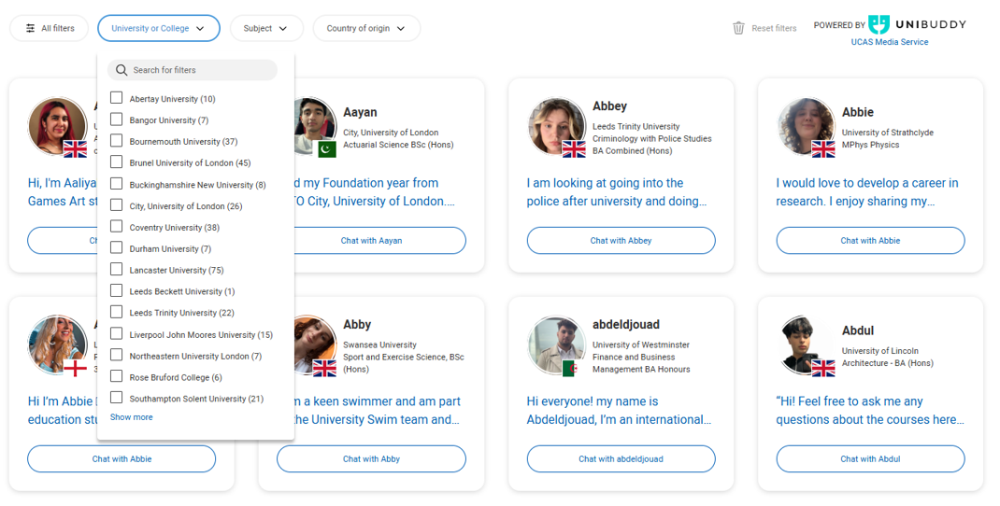 All filters
University or College
Subject
Country of origin
Reset filters
POWERED BY UNIBUDDY
UCAS Media Service
Search for filters
Abertay University (10)
Bangor University (7)
Bournemouth University (37)
Brunel University of London (45)
Buckinghamshire New University (8)
City, University of London (26)
Coventry University (38)
Durham University (7)
Lancaster University (75)
Leeds Beckett University (1)
Leeds Trinity University (22)
Liverpool John Moores University (15)
Northeastern University London (7)
Rose Bruford College (6)
Southampton Solent University (21)
Show more
Hi, I'm Aaliya
Games Art st
Aayan
City, University of London
Actuarial Science BSc (Hons)
d my Foundation year from
TO City, University of London....
Chat with Aayan
Abbey
Leeds Trinity University
Criminology with Police Studies
BA Combined (Hons)
I am looking at going into the
police after university and doing...
Chat with Abbey
Abbie
University of Strathclyde
MPhys Physics
I would love to develop a career in
research. I enjoy sharing my...
Chat with Abbie
Hi I'm Abbie
education stu
Chat with Abbie
Abby
Swansea University
Sport and Exercise Science, BSc
(Hons)
m a keen swimmer and am part
the University Swim team and...
Chat with Abby
abdeldjouad
University of Westminster
Finance and Business
Management BA Honours
Hi everyone! my name is
Abdeldjouad, I'm an international...
Chat with abdeldjouad
Abdul
University of Lincoln
Architecture - BA (Hons)
“Hi! Feel free to ask me any
questions about the courses here...
Chat with Abdul